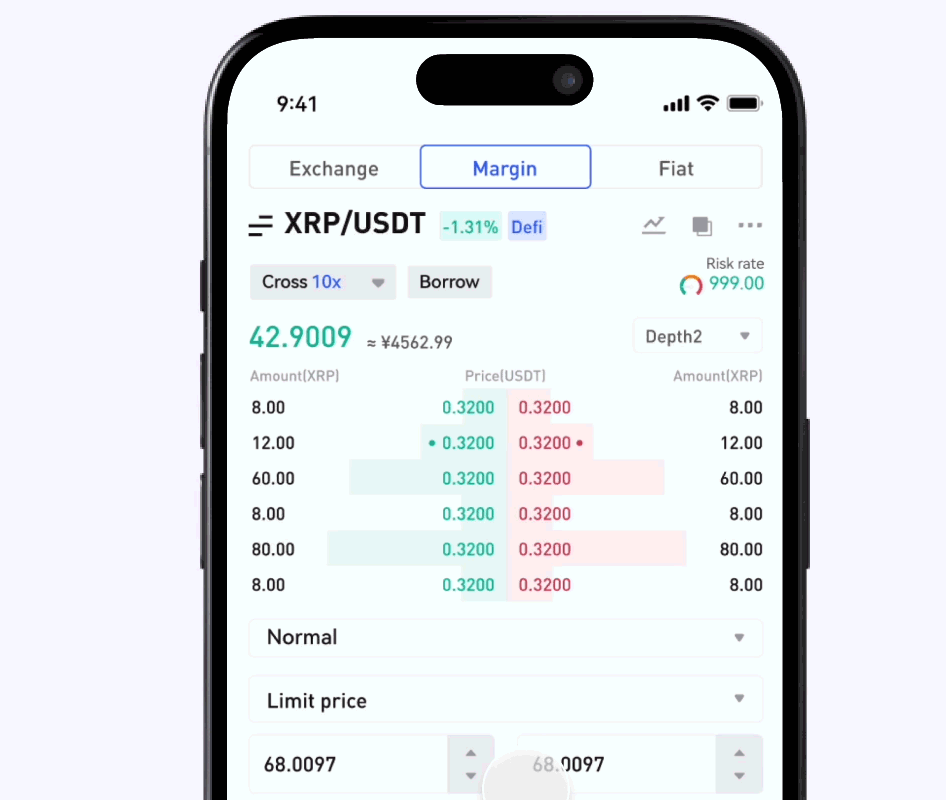 9:41
Exchange Margin Fiat
XRP/USDT -1.31% Defi
Risk rate
Cross 10x Borrow 999.00
42.9009 ≈ ¥4562.99 Depth2
Amount(XRP) Price(USDT) Amount(XRP)
8.00 0.3200 0.3200 8.00
12.00 • 0.3200 0.3200 • 12.00
60.00 0.3200 0.3200 60.00
8.00 0.3200 0.3200 8.00
80.00 0.3200 0.3200 80.00
8.00 0.3200 0.3200 8.00
Normal
Limit price
68.0097 68.0097